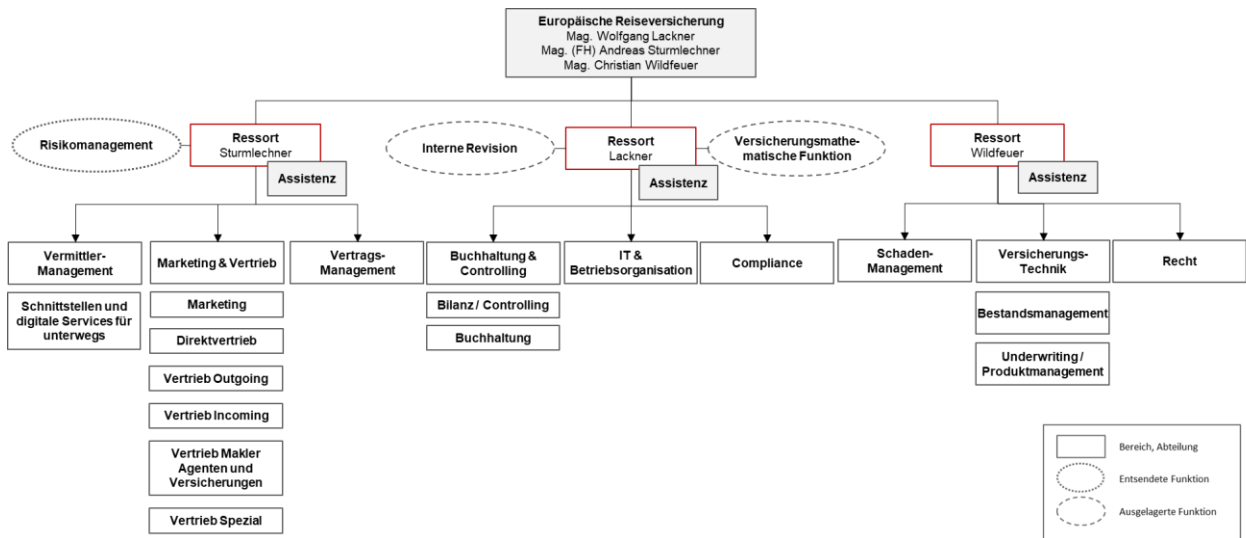 Europäische Reiseversicherung
Mag. Wolfgang Lackner
Mag. (FH) Andreas Sturmlechner
Mag. Christian Wildfeuer
Risikomanagement
Ressort
Sturmlechner
Assistenz
Interne Revision
Ressort
Lackner
Assistenz
Versicherungsmathe-
matische Funktion
Ressort
Wildfeuer
Assistenz
Vermittler-
Management
Marketing & Vertrieb
Vertrags-
Management
Buchhaltung &
Controlling
IT &
Betriebsorganisation
Compliance
Schaden-
Management
Versicherungs-
Technik
Recht
Schnittstellen und
digitale Services für
unterwegs
Marketing
Direktvertrieb
Vertrieb Outgoing
Vertrieb Incoming
Vertrieb Makler
Agenten und
Versicherungen
Vertrieb Spezial
Bilanz / Controlling
Buchhaltung
Bestandsmanagement
Underwriting /
Produktmanagement
Bereich, Abteilung
Entsendete Funktion
Ausgelagerte Funktion